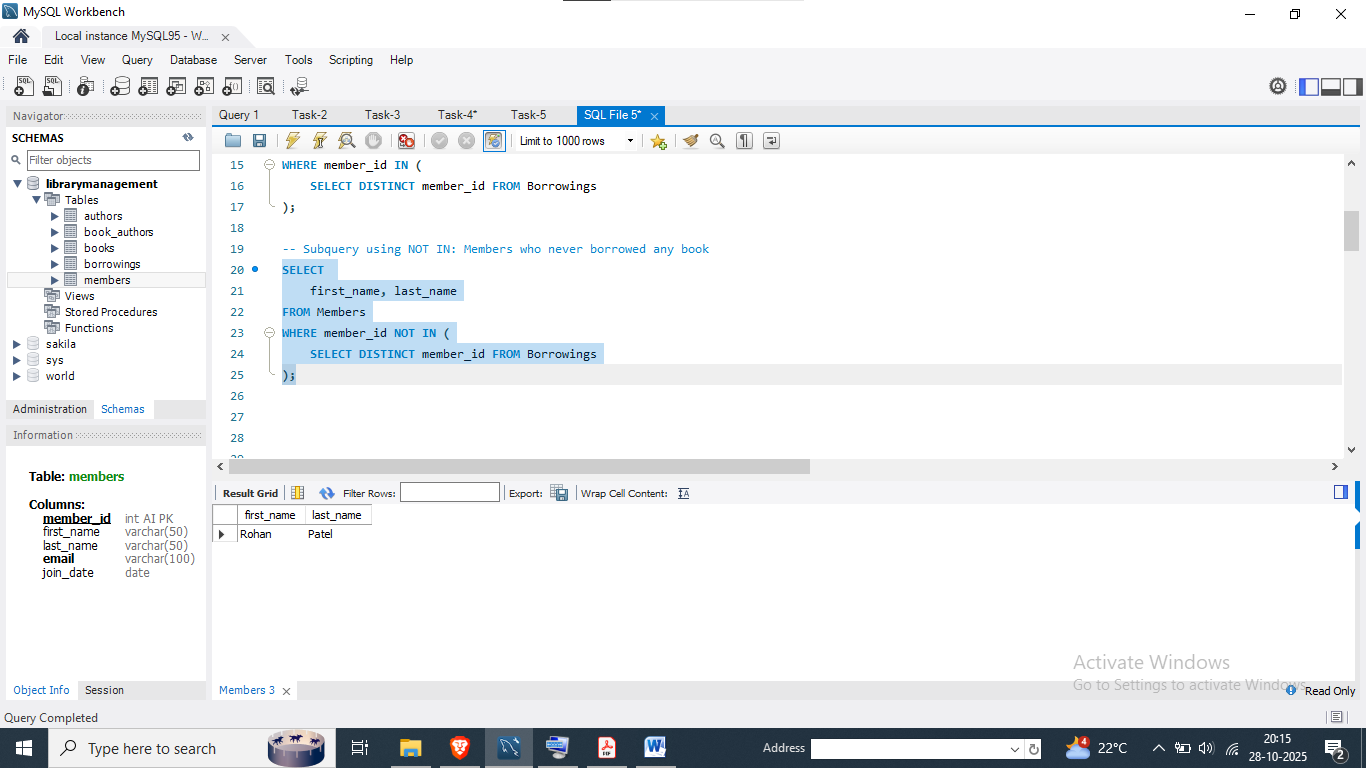 MySQL Workbench
Local instance MySQL95 - W...
File Edit View Query Database Server Tools Scripting Help
Navigator
SCHEMAS
Filter objects
librarymanagement
Tables
authors
book_authors
books
borrowings
members
Views
Stored Procedures
Functions
sakila
sys
world
Administration Schemas
Information
Table: members
Columns:
member_id int AI PK
first_name varchar(50)
last_name varchar(50)
email varchar(100)
join_date date
Object Info Session
Query 1 Task-2 Task-3 Task-4* Task-5 SQL File 5*
Limit to 1000 rows
15 WHERE member_id IN (
16 SELECT DISTINCT member_id FROM Borrowings
17 );
18
19 -- Subquery using NOT IN: Members who never borrowed any book
20 SELECT
21 first_name, last_name
22 FROM Members
23 WHERE member_id NOT IN (
24 SELECT DISTINCT member_id FROM Borrowings
25 );
26
27
28
Result Grid Filter Rows: Export: Wrap Cell Content:
first_name last_name
Rohan Patel
Activate Windows
Go to Settings to activate Windows.
Members 3
Read Only
Query Completed
Type here to search
Address
4
22°C
20:15
28-10-2025
2